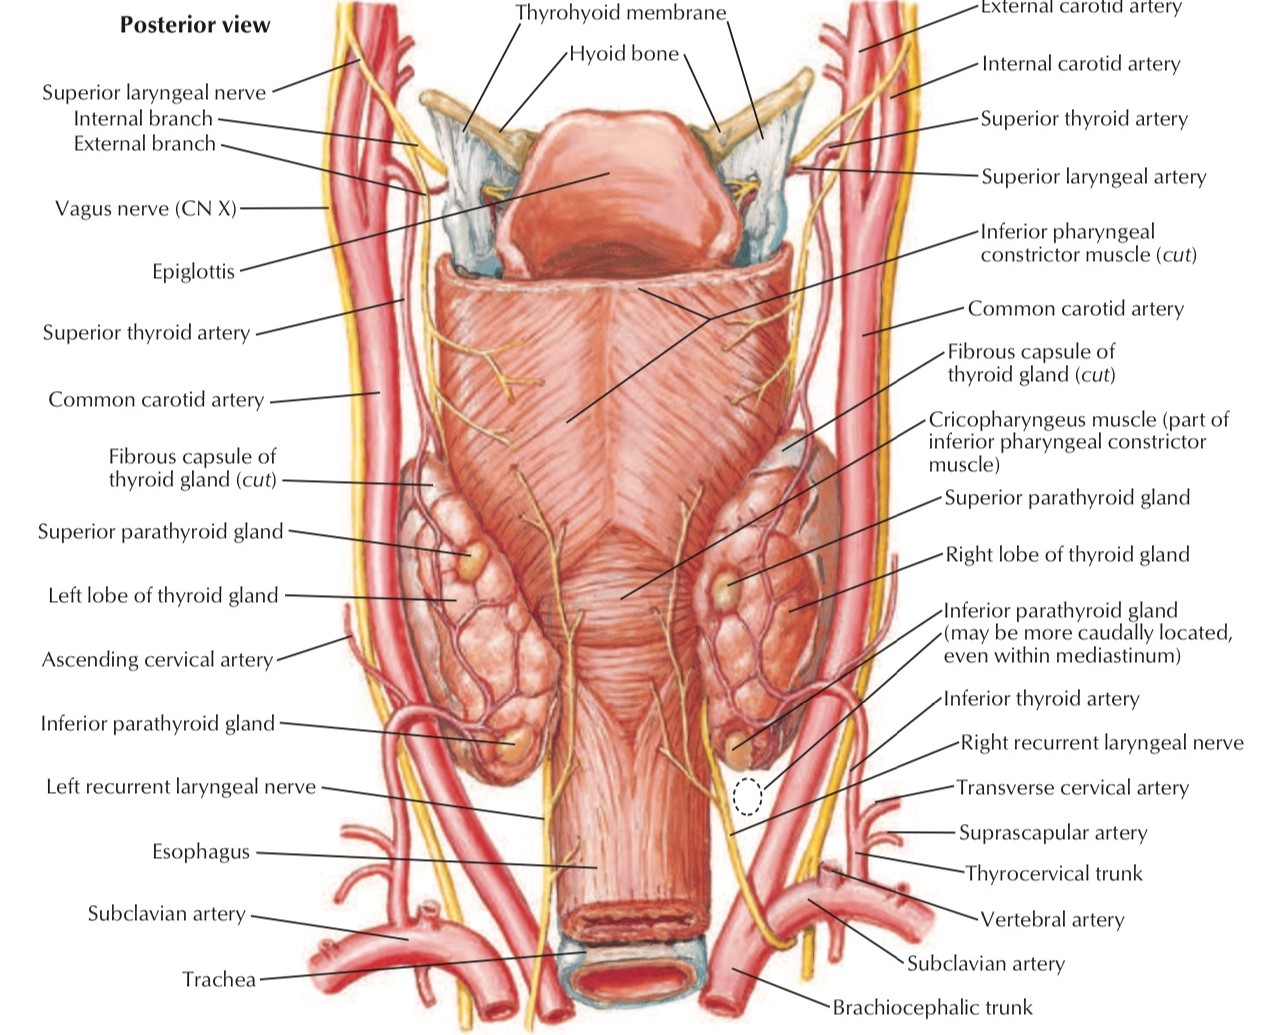 Posterior view
Thyrohyoid membrane
Hyoid bone
Superior laryngeal nerve
Internal branch
External branch
Vagus nerve (CN X)
Epiglottis
Superior thyroid artery
Common carotid artery
Fibrous capsule of
thyroid gland (cut)
Superior parathyroid gland
Left lobe of thyroid gland
Ascending cervical artery
Inferior parathyroid gland
Left recurrent laryngeal nerve
Esophagus
Subclavian artery
Trachea
External carotid artery
Internal carotid artery
Superior thyroid artery
Superior laryngeal artery
Inferior pharyngeal
constrictor muscle (cut)
Common carotid artery
Fibrous capsule of
thyroid gland (cut)
Cricopharyngeus muscle (part of
inferior pharyngeal constrictor
muscle)
Superior parathyroid gland
Right lobe of thyroid gland
Inferior parathyroid gland
(may be more caudally located,
even within mediastinum)
Inferior thyroid artery
Right recurrent laryngeal nerve
Transverse cervical artery
Suprascapular artery
Thyrocervical trunk
Vertebral artery
Subclavian artery
Brachiocephalic trunk